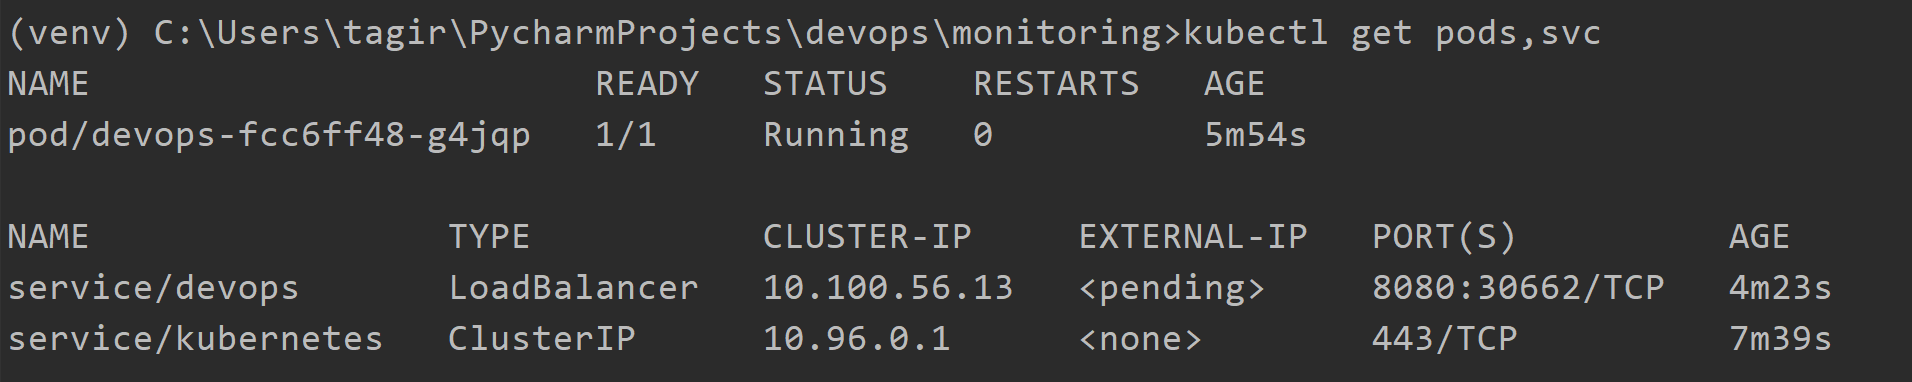 (venv) C:\Users\tagir\PycharmProjects\devops\monitoring>kubectl get pods,svc
NAME                        READY   STATUS    RESTARTS   AGE
pod/devops-fcc6ff48-g4jqp   1/1     Running   0          5m54s

NAME                 TYPE           CLUSTER-IP     EXTERNAL-IP   PORT(S)          AGE
service/devops       LoadBalancer   10.100.56.13   <pending>     8080:30662/TCP   4m23s
service/kubernetes   ClusterIP      10.96.0.1      <none>        443/TCP          7m39s